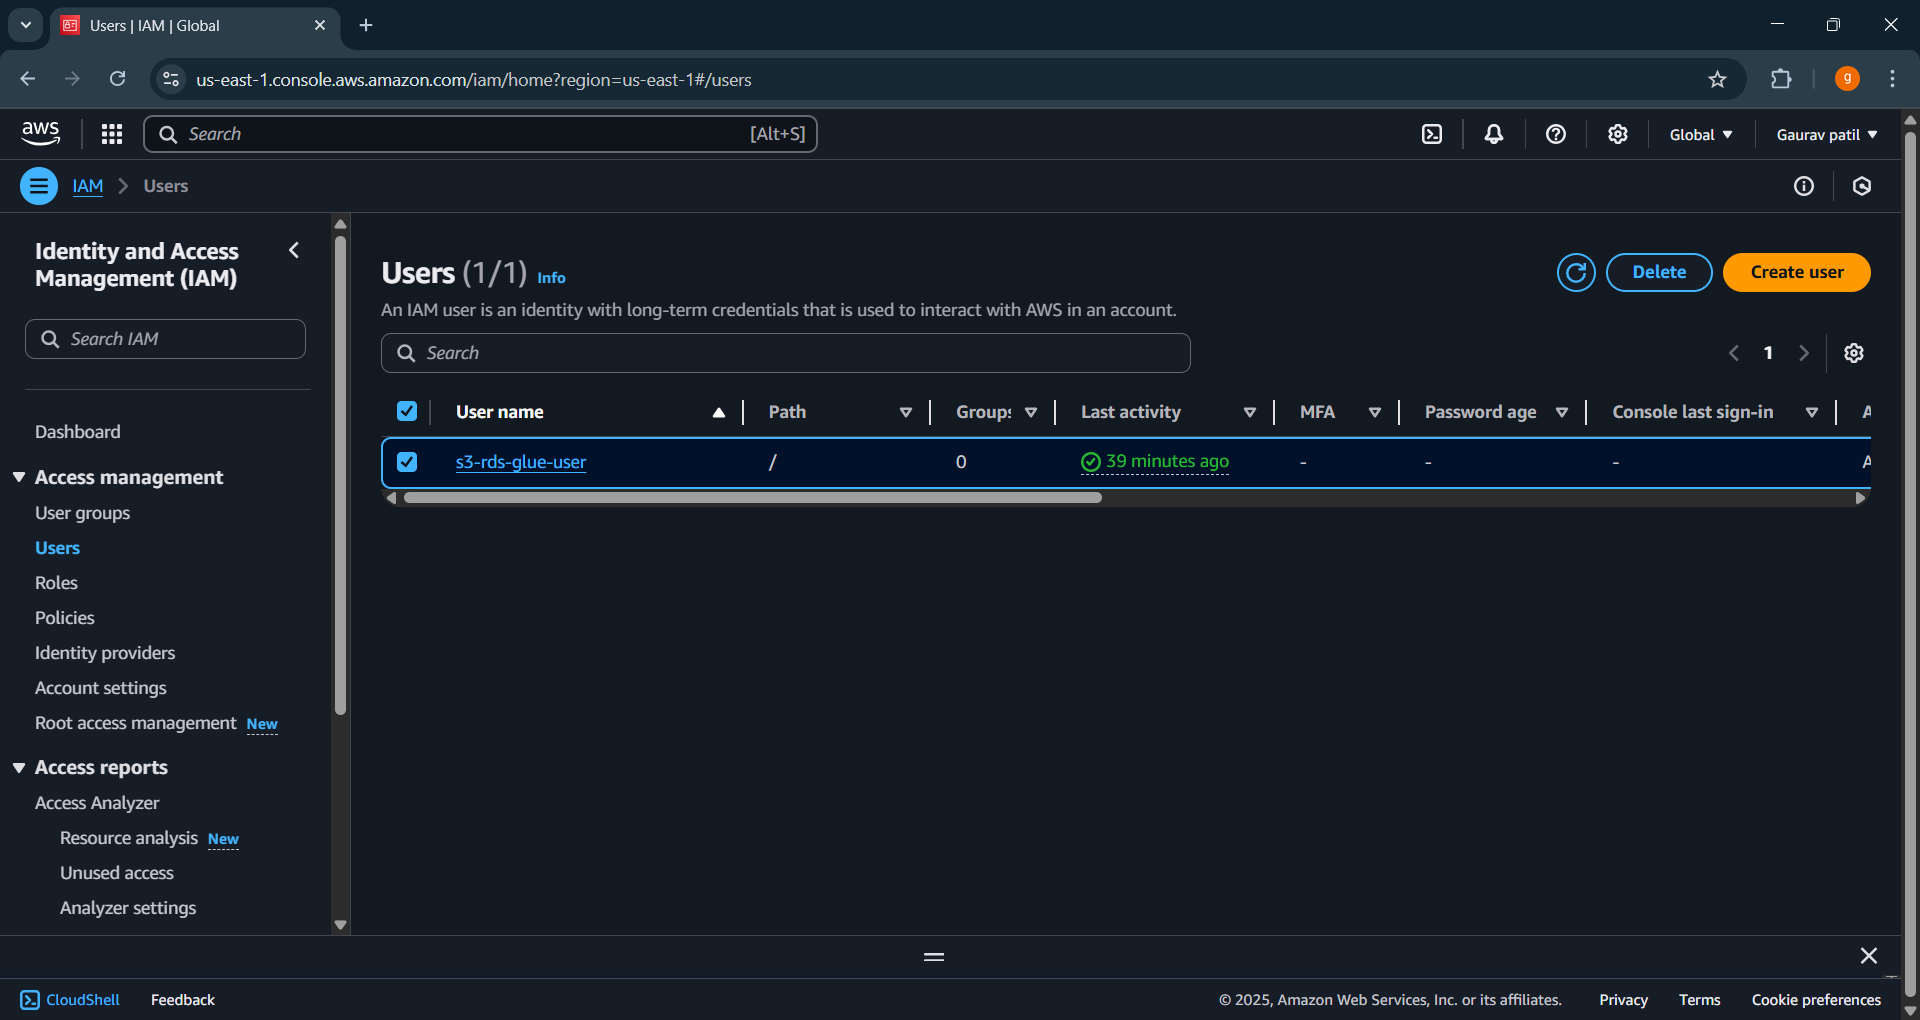 Users | IAM | Global
us-east-1.console.aws.amazon.com/iam/home?region=us-east-1#/users
g
aws
Search
[Alt+S]
Global
Gaurav patil
IAM
Users
Identity and Access
Management (IAM)
Search IAM
Dashboard
Access management
User groups
Users
Roles
Policies
Identity providers
Account settings
Root access management New
Access reports
Access Analyzer
Resource analysis New
Unused access
Analyzer settings
Users (1/1) Info
Delete
Create user
An IAM user is an identity with long-term credentials that is used to interact with AWS in an account.
Search
1
User name Path Groups Last activity MFA Password age Console last sign-in A
s3-rds-glue-user / 0 39 minutes ago - - - A
CloudShell Feedback © 2025, Amazon Web Services, Inc. or its affiliates. Privacy Terms Cookie preferences